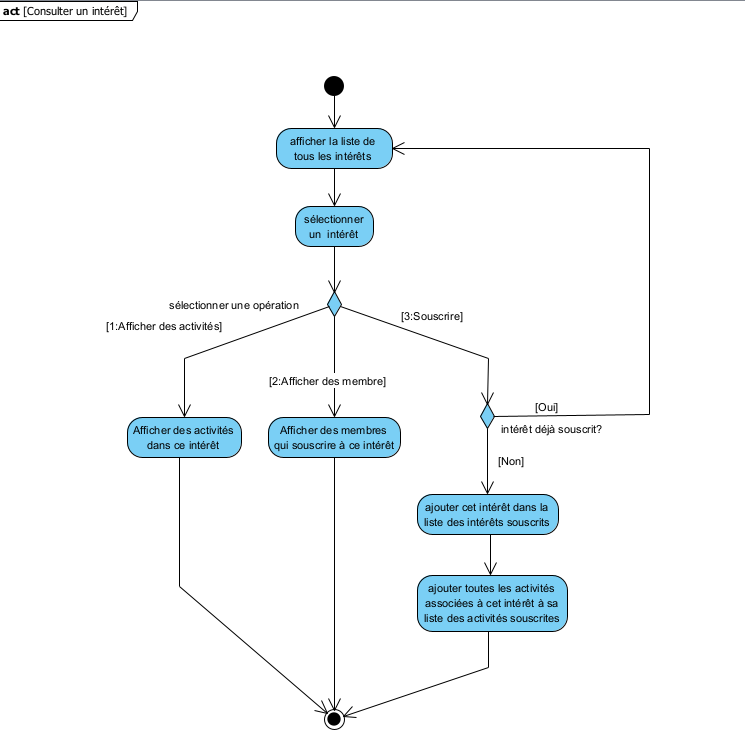 act [Consulter un intérêt]
afficher la liste de
tous les intérêts
sélectionner
un intérêt
sélectionner une opération
[1:Afficher des activités]
[3:Souscrire]
[2:Afficher des membre]
[Oui]
intérêt déjà souscrit?
Afficher des activités
dans ce intérêt
Afficher des membres
qui souscrire à ce intérêt
[Non]
ajouter cet intérêt dans la
liste des intérêts souscrits
ajouter toutes les activités
associées à cet intérêt à sa
liste des activités souscrites